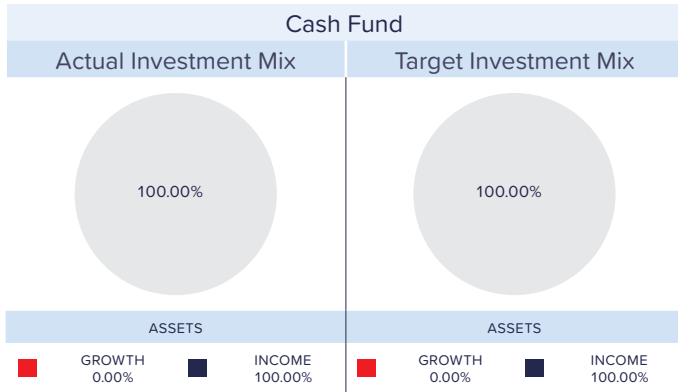 Cash Fund
Actual Investment Mix
Target Investment Mix
100.00%
100.00%
ASSETS
ASSETS
GROWTH
0.00%
INCOME
100.00%
GROWTH
0.00%
INCOME
100.00%